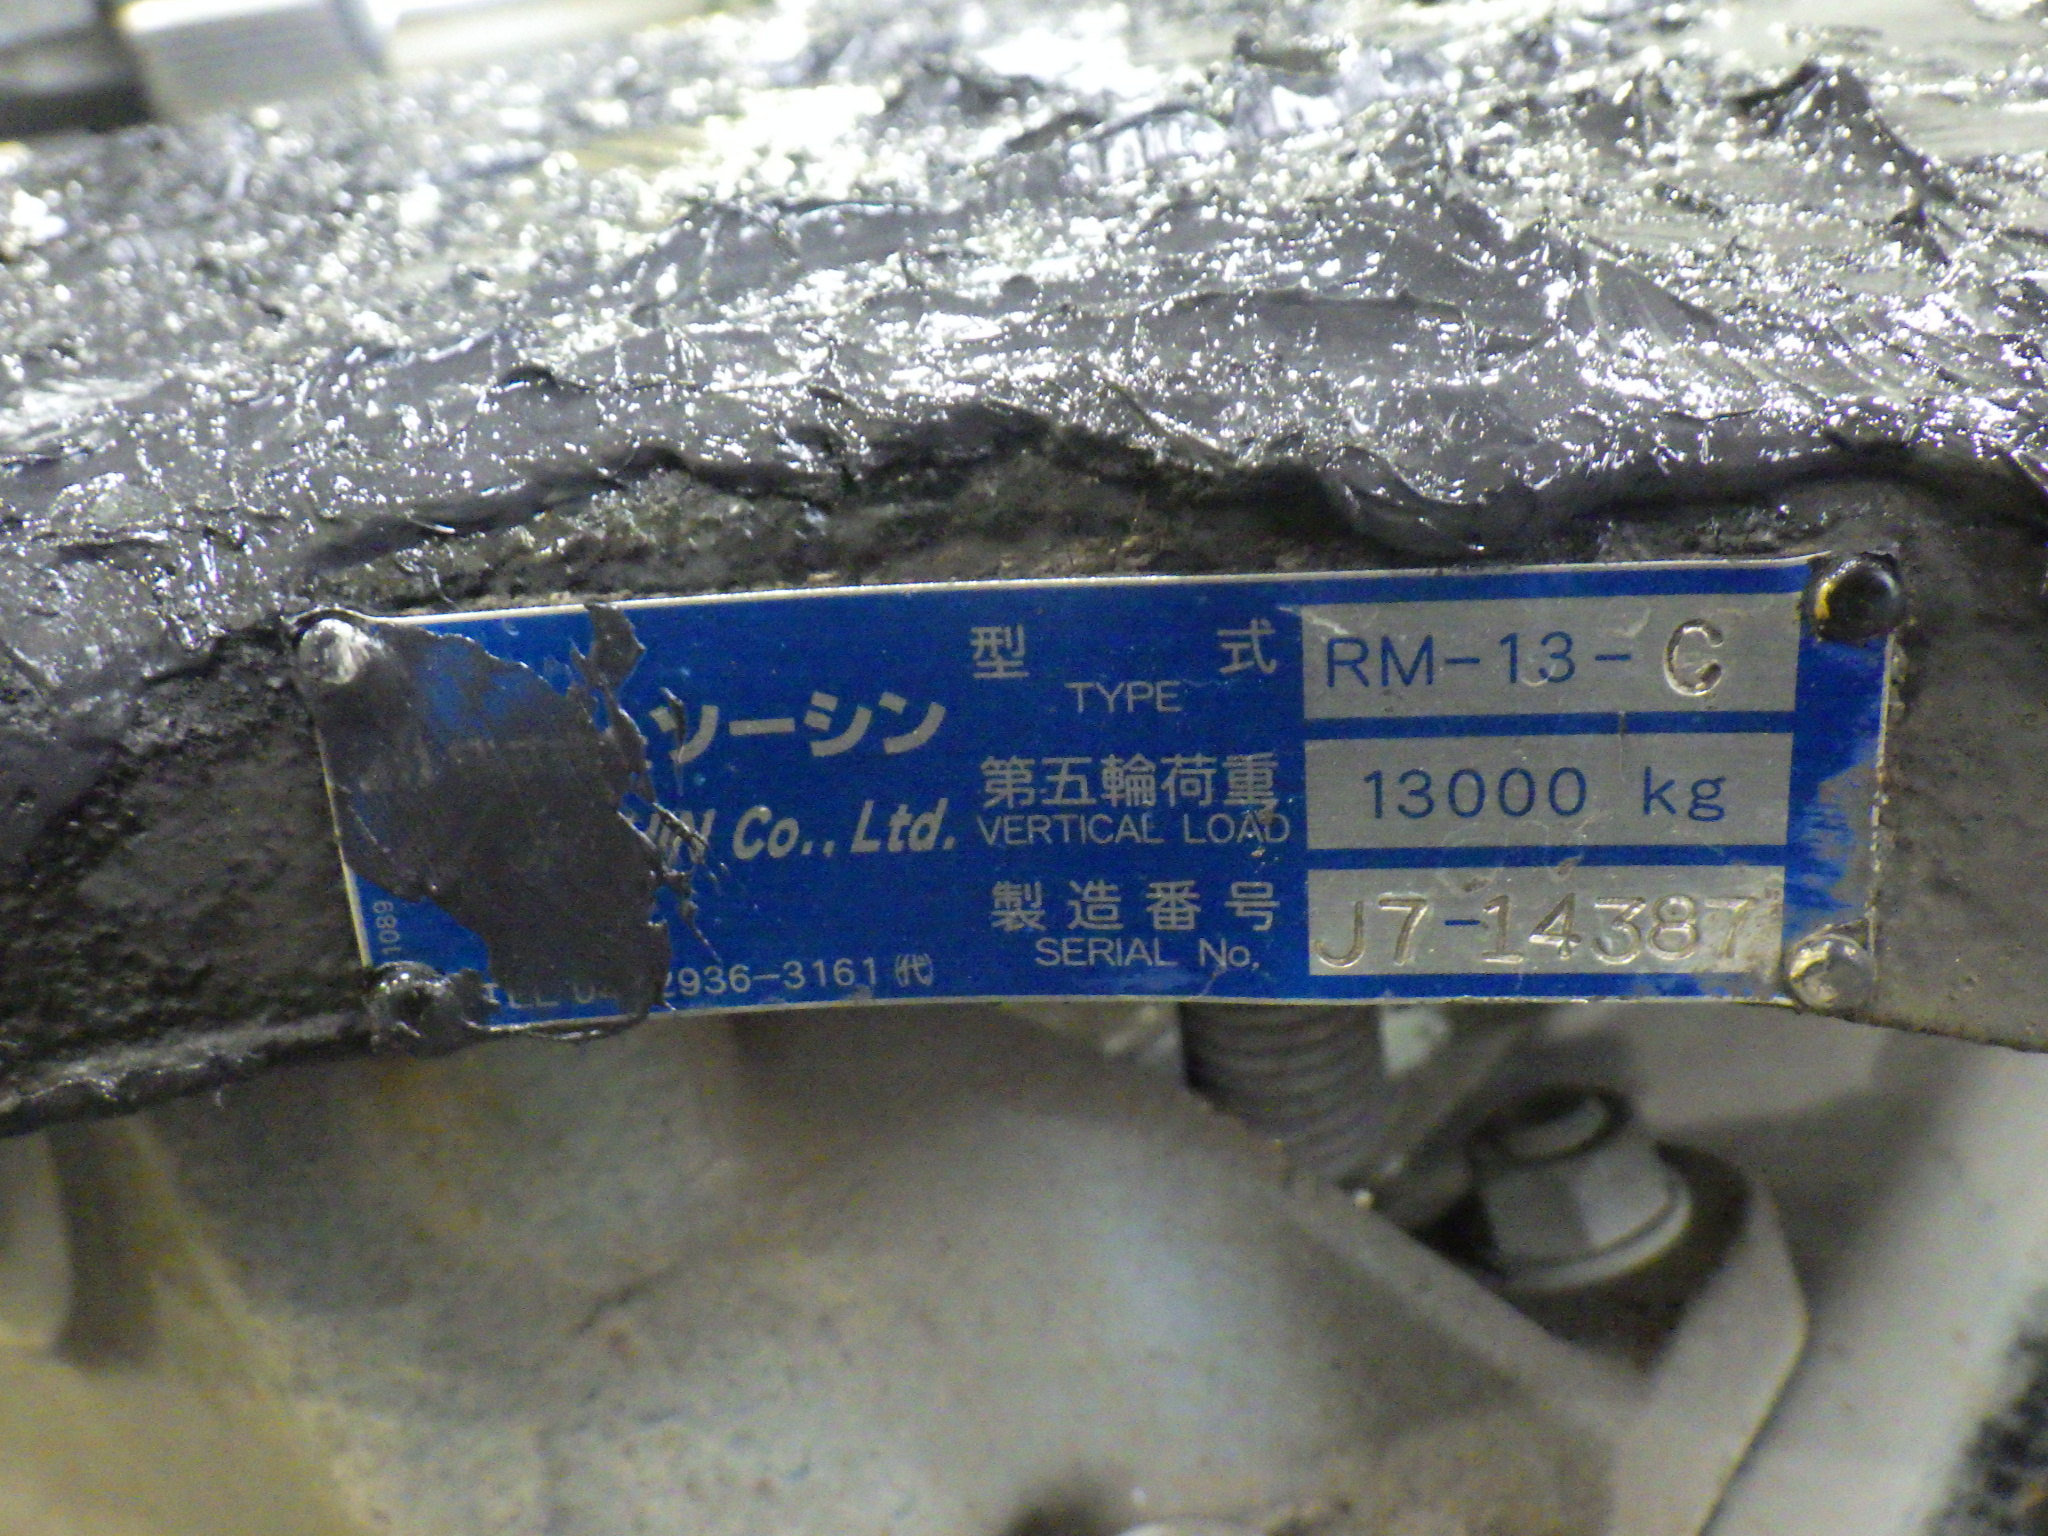 ソーシン
Co., Ltd.
2936-3161 (代)
11089
型式 RM-13-C
TYPE
第五輪荷重 13000 kg
VERTICAL LOAD
製造番号 J7-14387
SERIAL No.